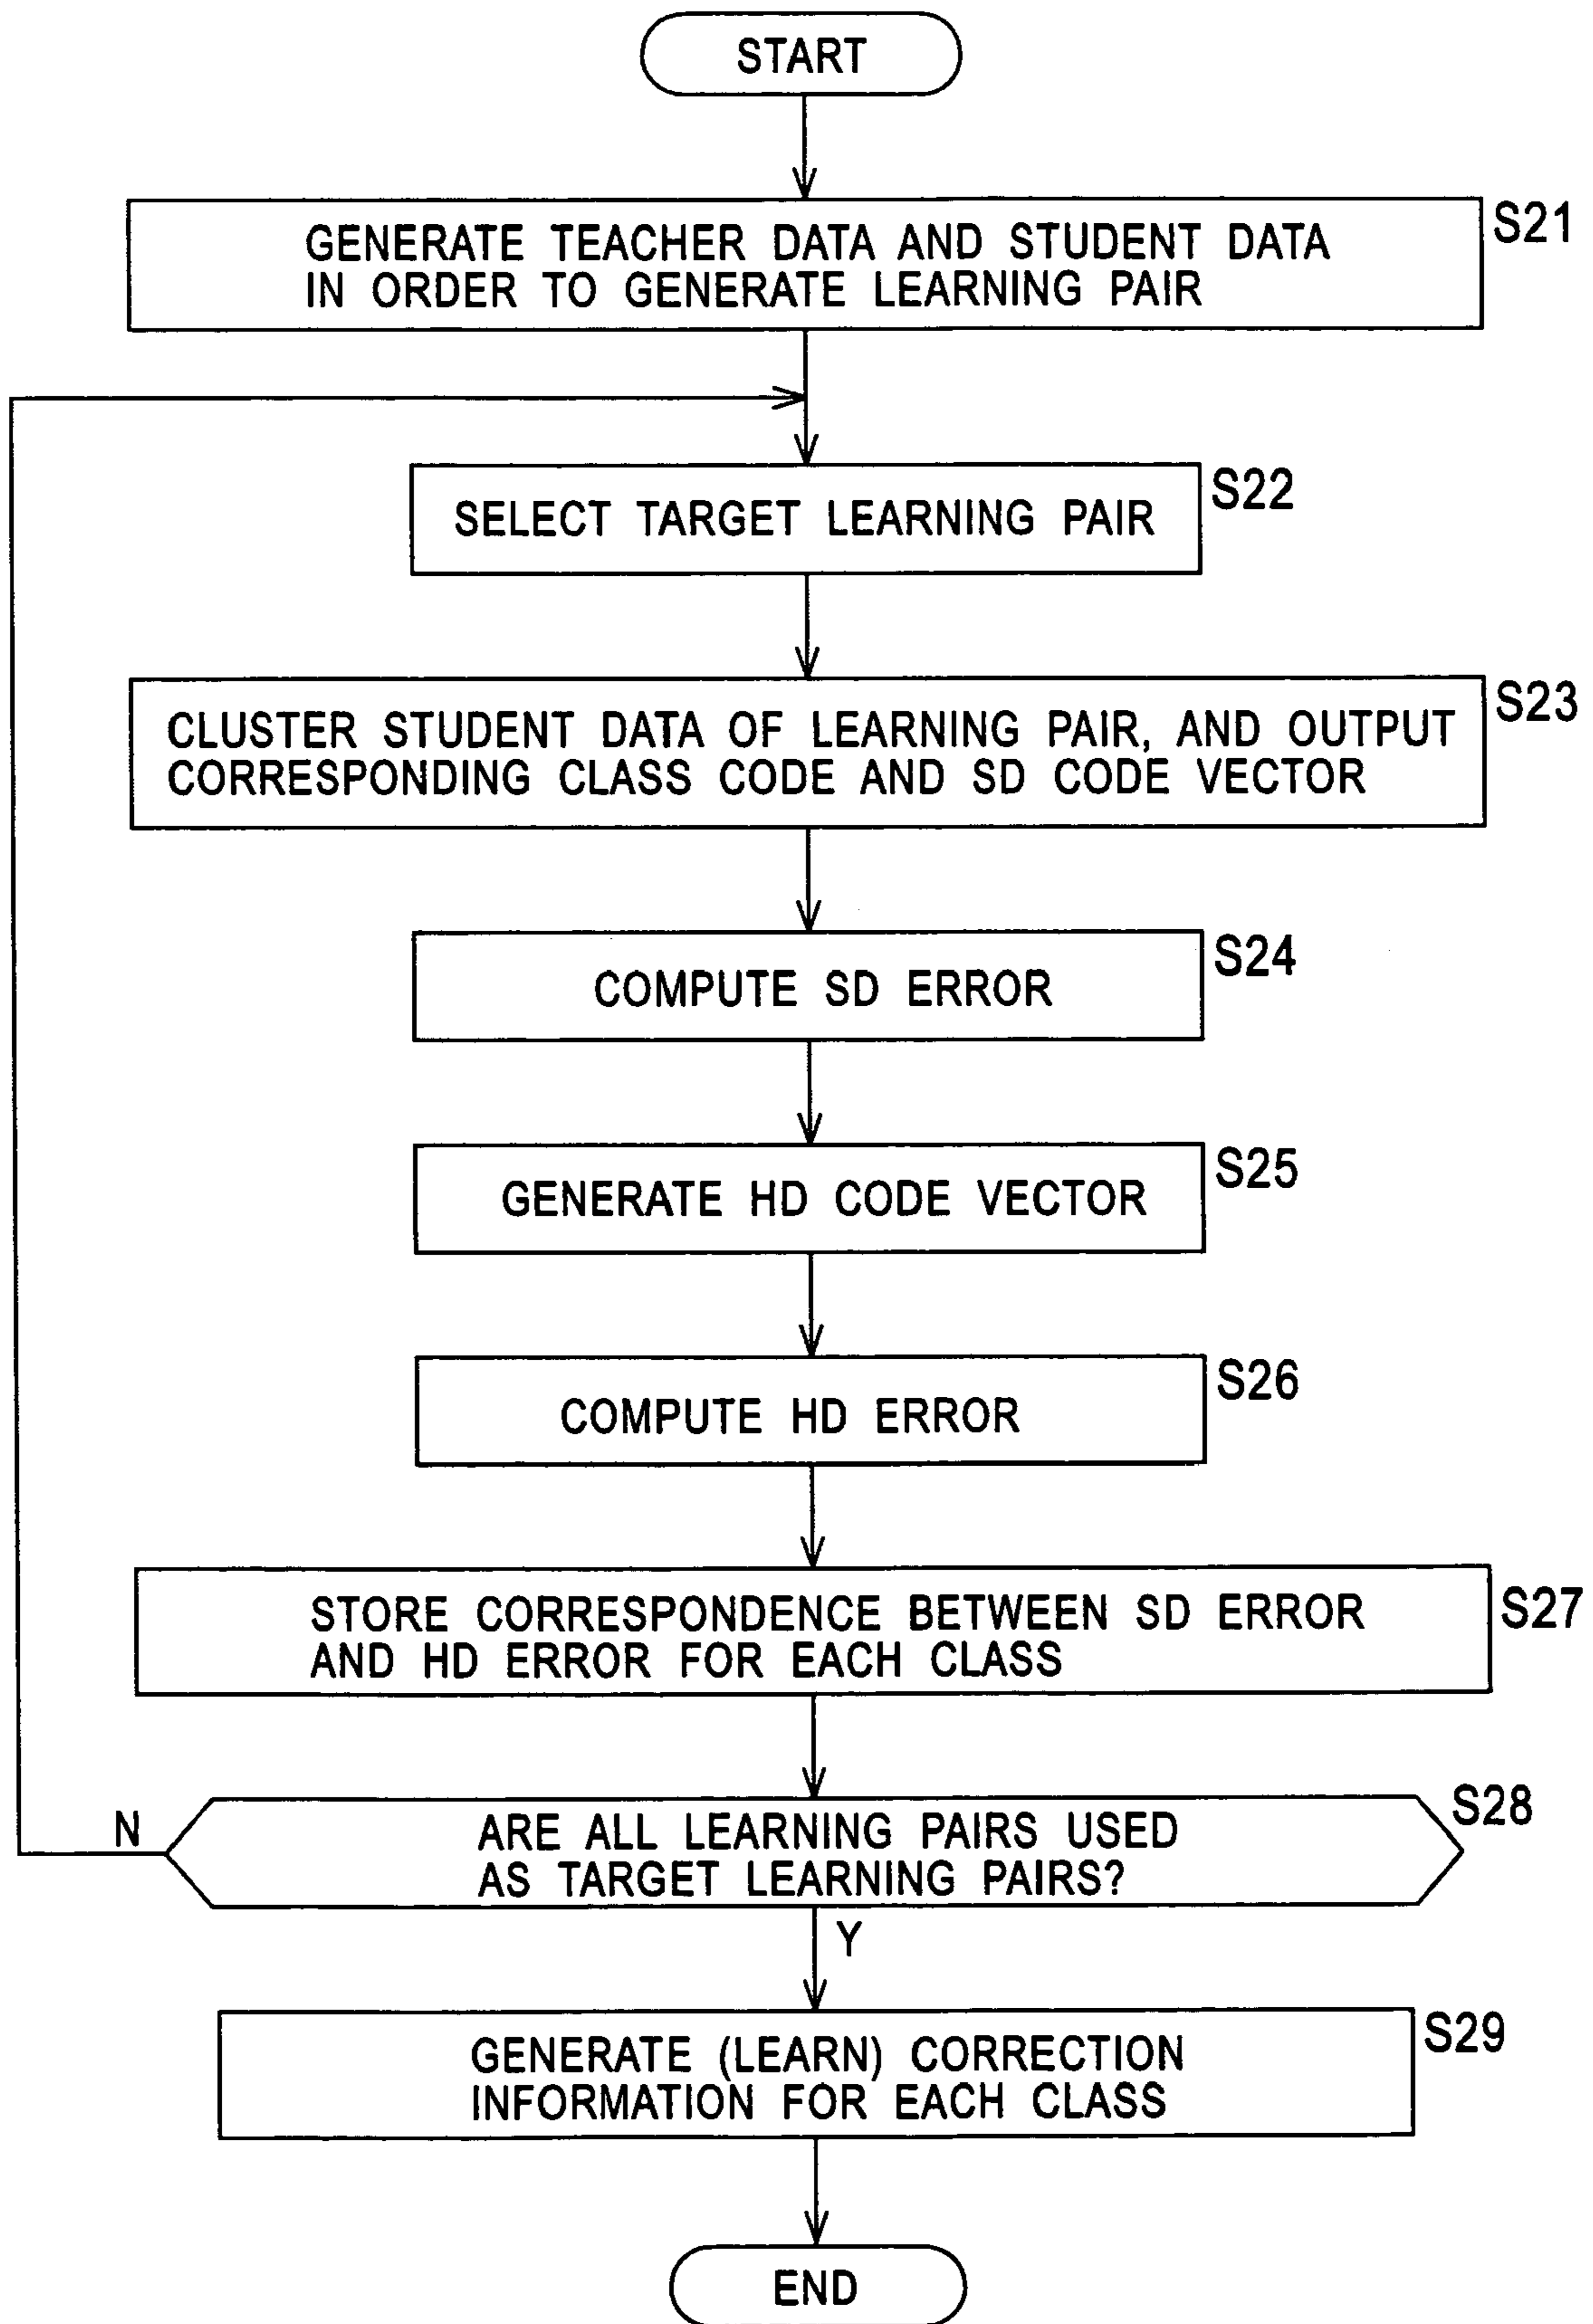 START
S21
GENERATE TEACHER DATA AND STUDENT DATA
IN ORDER TO GENERATE LEARNING PAIR
S22
SELECT TARGET LEARNING PAIR
S23
CLUSTER STUDENT DATA OF LEARNING PAIR, AND OUTPUT
CORRESPONDING CLASS CODE AND SD CODE VECTOR
S24
COMPUTE SD ERROR
S25
GENERATE HD CODE VECTOR
S26
COMPUTE HD ERROR
S27
STORE CORRESPONDENCE BETWEEN SD ERROR
AND HD ERROR FOR EACH CLASS
S28
N
ARE ALL LEARNING PAIRS USED
AS TARGET LEARNING PAIRS?
Y
S29
GENERATE (LEARN) CORRECTION
INFORMATION FOR EACH CLASS
END